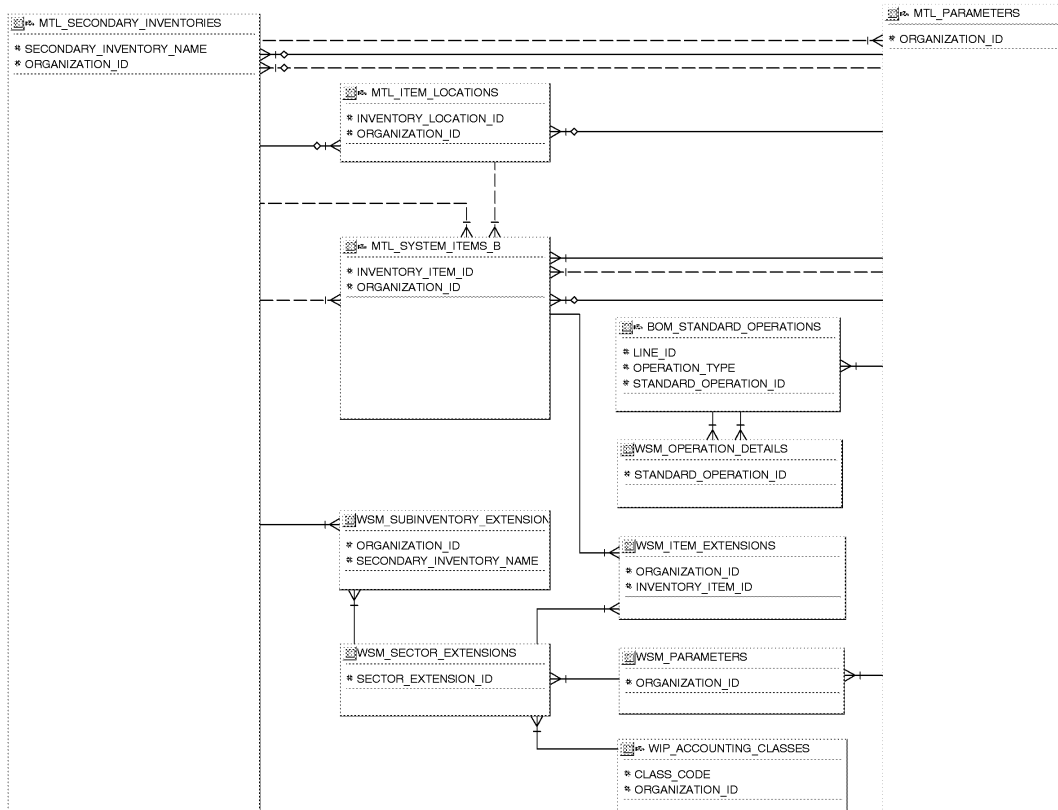 MTL_SECONDARY_INVENTORIES
# SECONDARY_INVENTORY_NAME
# ORGANIZATION_ID
MTL_PARAMETERS
# ORGANIZATION_ID
MTL_ITEM_LOCATIONS
# INVENTORY_LOCATION_ID
# ORGANIZATION_ID
MTL_SYSTEM_ITEMS_B
# INVENTORY_ITEM_ID
# ORGANIZATION_ID
BOM_STANDARD_OPERATIONS
# LINE_ID
# OPERATION_TYPE
# STANDARD_OPERATION_ID
WSM_OPERATION_DETAILS
# STANDARD_OPERATION_ID
WSM_SUBINVENTORY_EXTENSION
# ORGANIZATION_ID
# SECONDARY_INVENTORY_NAME
WSM_ITEM_EXTENSIONS
# ORGANIZATION_ID
# INVENTORY_ITEM_ID
WSM_SECTOR_EXTENSIONS
# SECTOR_EXTENSION_ID
WSM_PARAMETERS
# ORGANIZATION_ID
WIP_ACCOUNTING_CLASSES
# CLASS_CODE
# ORGANIZATION_ID